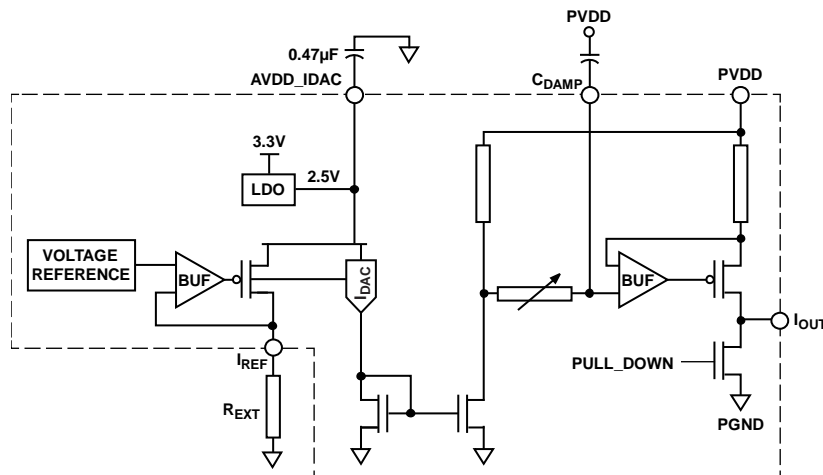 PVDD
0.47µF
AVDD_IDAC
CDAMP
PVDD
3.3V
LDO
2.5V
VOLTAGE
REFERENCE
BUF
IDAC
BUF
IOUT
IREF
PULL_DOWN
REXT
PGND